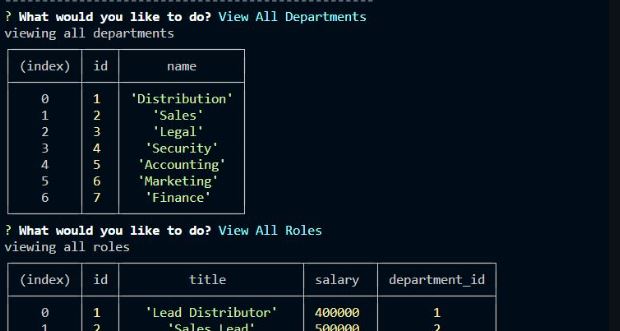 ? What would you like to do? View All Departments
viewing all departments
(index) id name
0 1 'Distribution'
1 2 'Sales'
2 3 'Legal'
3 4 'Security'
4 5 'Accounting'
5 6 'Marketing'
6 7 'Finance'
? What would you like to do? View All Roles
viewing all roles
(index) id title salary department_id
0 1 'Lead Distributor' 400000 1
1 2 'Sales Lead' 500000 2